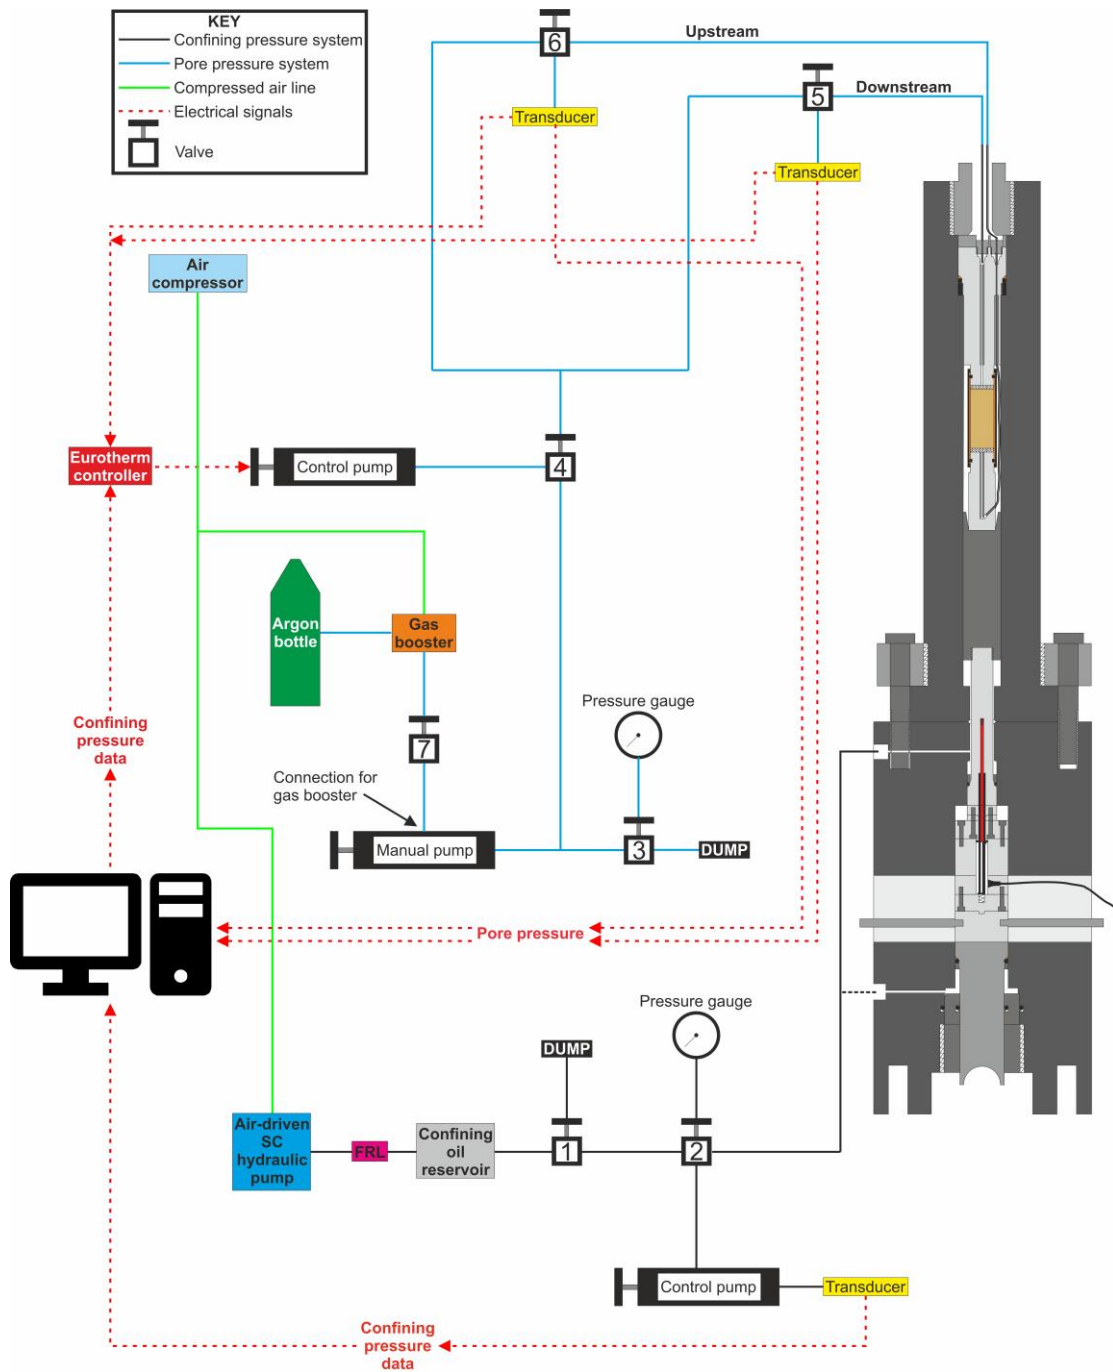 KEY
Confining pressure system
Pore pressure system
Compressed air line
Electrical signals
Valve
6
Upstream
5
Downstream
Transducer
Transducer
Air
compressor
Eurotherm
controller
Control pump
4
Argon
bottle
Gas
booster
Pressure gauge
Confining
pressure
data
7
Connection for
gas booster
Manual pump
3
DUMP
Pore pressure
Pressure gauge
DUMP
Air-driven
SC
hydraulic
pump
FRL
Confining
oil
reservoir
1
2
Control pump
Transducer
Confining
pressure
data